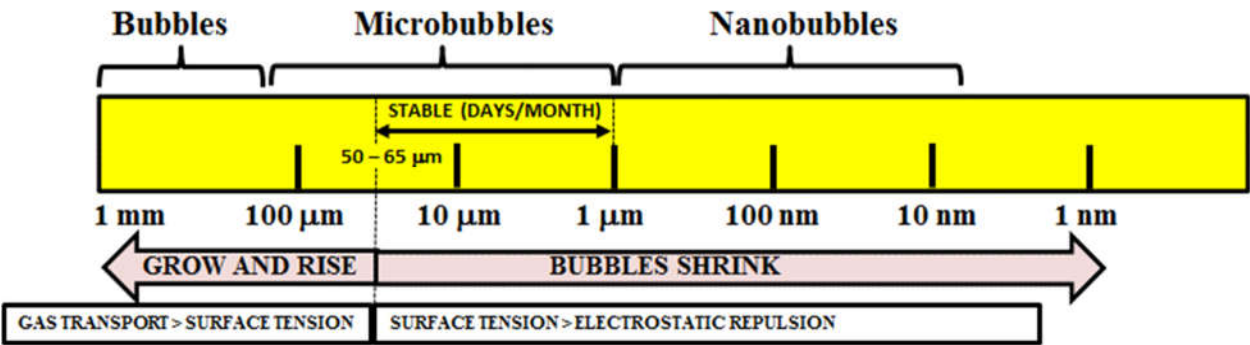 Bubbles Microbubbles Nanobubbles
STABLE (DAYS/MONTH)
50 – 65 µm
1 mm 100 µm 10 µm 1 µm 100 nm 10 nm 1 nm
GROW AND RISE BUBBLES SHRINK
GAS TRANSPORT > SURFACE TENSION SURFACE TENSION > ELECTROSTATIC REPULSION